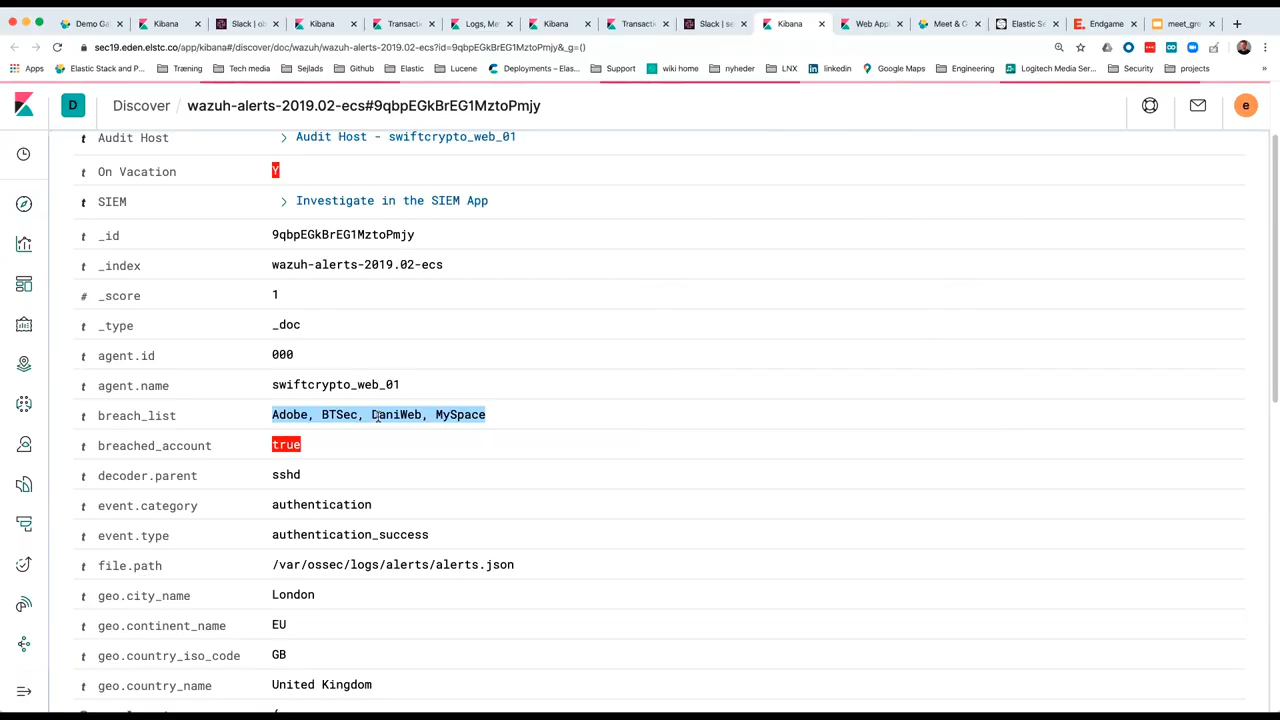 Demo Ga
Kibana
Slack | ob
Kibana
Transactic
Logs, Me
Kibana
Transactic
Slack | se
Kibana
Web App
Meet & G
Elastic Se
Endgame
meet_gre
sec19.eden.elstc.co/app/kibana#/discover/doc/wazuh/wazuh-alerts-2019.02-ecs?id=9qbpEGkBrEG1MztoPmjy&_g=()
Apps
Elastic Stack and P...
Træning
Tech media
Sejlads
Github
Elastic
Lucene
Deployments – Elas...
Support
wiki home
nyheder
LNX
linkedin
Google Maps
Engineering
Logitech Media Ser...
Security
projects
»
D
Discover
wazuh-alerts-2019.02-ecs#9qbpEGkBrEG1MztoPmjy
e
t Audit Host > Audit Host - swiftcrypto_web_01
t On Vacation Y
t SIEM > Investigate in the SIEM App
t _id 9qbpEGkBrEG1MztoPmjy
t _index wazuh-alerts-2019.02-ecs
# _score 1
t _type _doc
t agent.id 000
t agent.name swiftcrypto_web_01
t breach_list Adobe, BTSec, DaniWeb, MySpace
t breached_account true
t decoder.parent sshd
t event.category authentication
t event.type authentication_success
t file.path /var/ossec/logs/alerts/alerts.json
t geo.city_name London
t geo.continent_name EU
t geo.country_iso_code GB
t geo.country_name United Kingdom